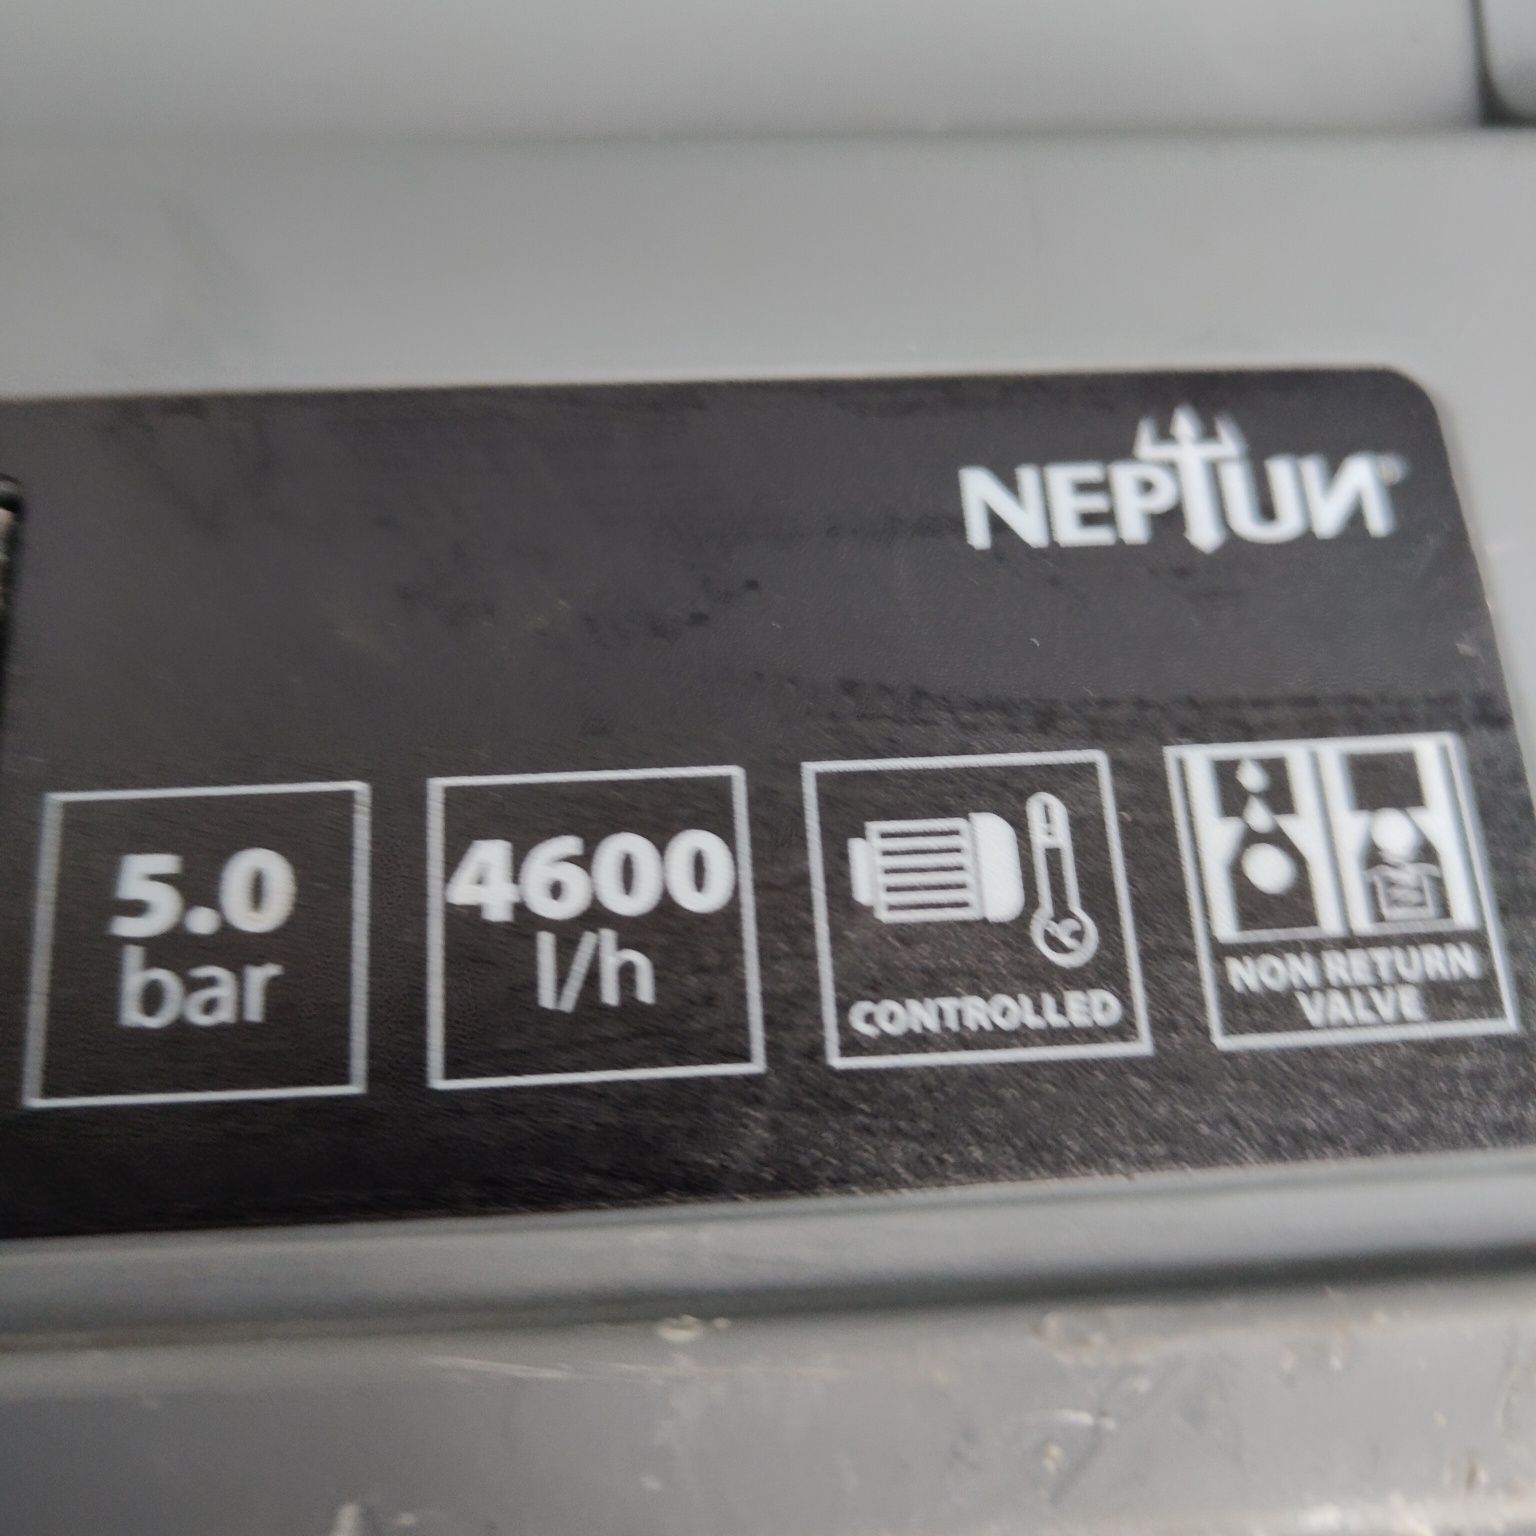 NEPTUN
5.0
bar
4600
l/h
CONTROLLED
NON RETURN
VALVE